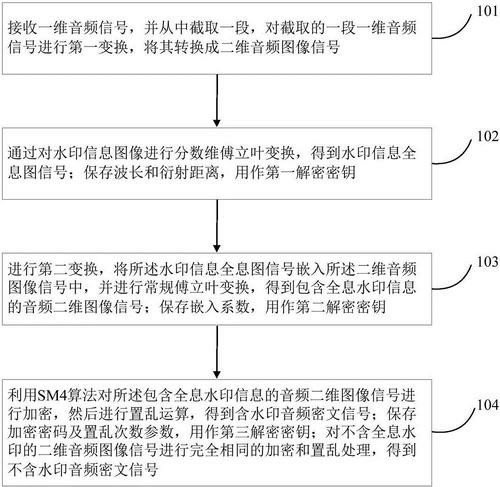 接收一维音频信号，并从中截取一段，对截取的一段一维音频
信号进行第一变换，将其转换成二维音频图像信号
101
通过对水印信息图像进行分数维傅立叶变换，得到水印信息全
息图信号；保存波长和衍射距离，用作第一解密密钥
102
进行第二变换，将所述水印信息全息图信号嵌入所述二维音频
图像信号中，并进行常规傅立叶变换，得到包含全息水印信息
的音频二维图像信号；保存嵌入系数，用作第二解密密钥
103
利用SM4算法对所述包含全息水印信息的音频二维图像信号进
行加密，然后进行置乱运算，得到含水印音频密文信号；保存
加密密码及置乱次数参数，用作第三解密密钥；对不含全息水
印的二维音频图像信号进行完全相同的加密和置乱处理，得到
不含水印音频密文信号
104